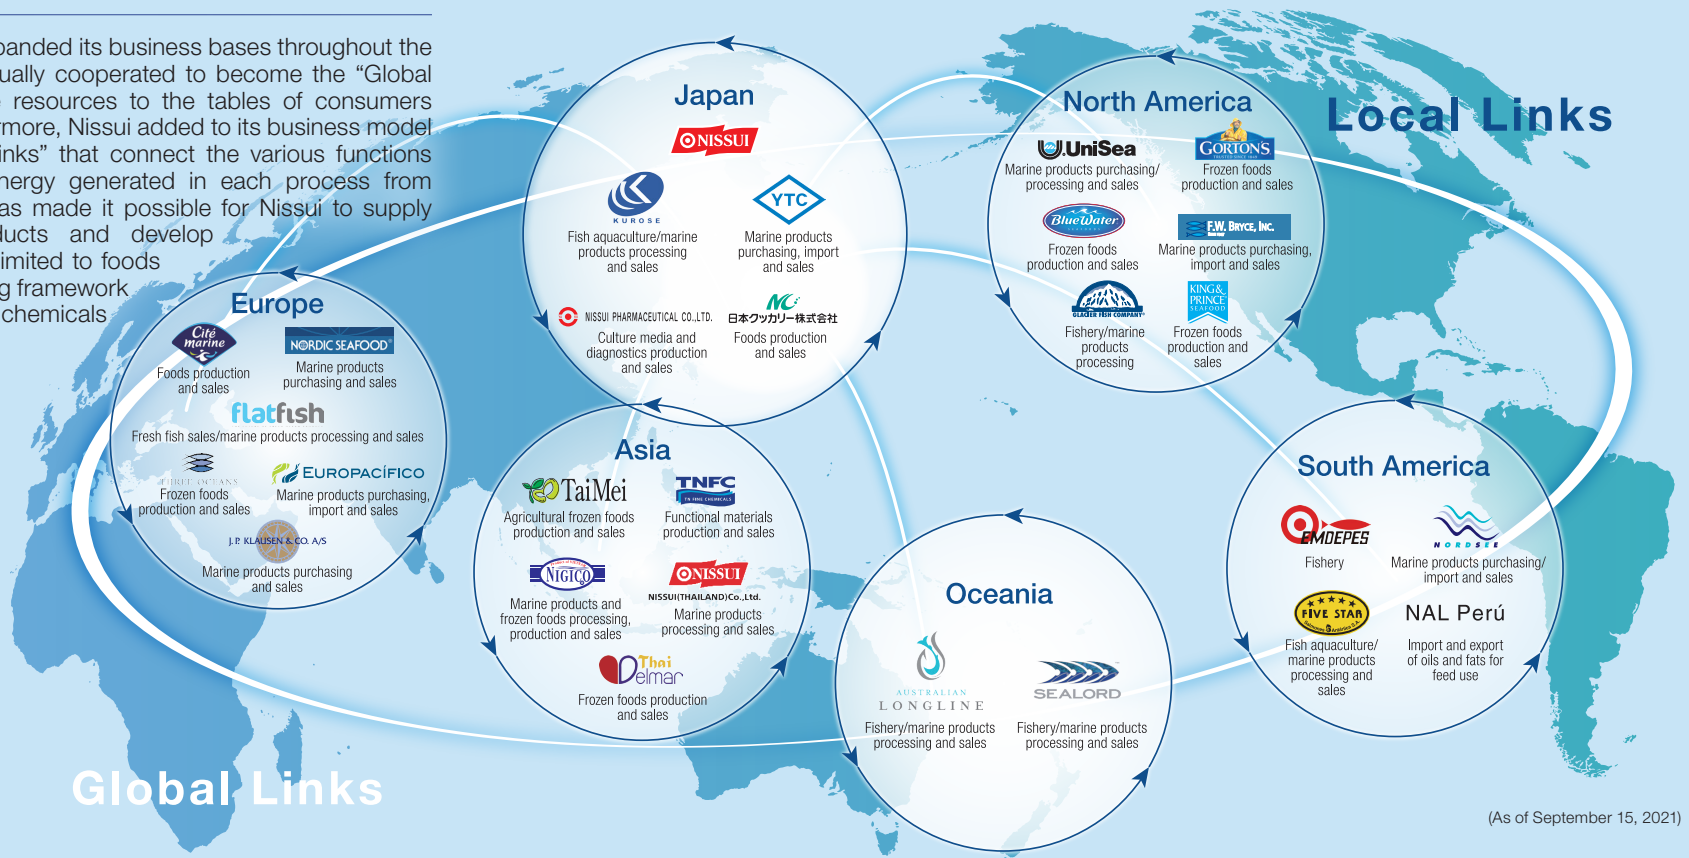 panded its business bases throughout the
ually cooperated to become the “Global
resources to the tables of consumers
rmore, Nissui added to its business model
inks” that connect the various functions
nergy generated in each process from
as made it possible for Nissui to supply
ducts and develop
imited to foods
g framework
chemicals
Local Links
Global Links
Japan
NISSUI
KUROSE
Fish aquaculture/marine
products processing
and sales
YTC
Marine products
purchasing, import
and sales
NISSUI PHARMACEUTICAL CO.,LTD.
Culture media and
diagnostics production
and sales
NC
日本クッカリー株式会社
Foods production
and sales
North America
UniSea
Marine products purchasing/
processing and sales
GORTON'S
TRUSTED SINCE 1849
Frozen foods
production and sales
BlueWater
SEAFOODS
Frozen foods
production and sales
F.W. BRYCE, INC.
Marine products purchasing,
import and sales
GLACIER FISH COMPANY
Fishery/marine
products
processing
KING &
PRINCE
SEAFOOD
Frozen foods
production and
sales
Europe
Cité
marine
Foods production
and sales
NORDIC SEAFOOD
Marine products
purchasing and sales
flatfish
Fresh fish sales/marine products processing and sales
THREE OCEANS
Frozen foods
production and sales
EUROPACÍFICO
Marine products purchasing,
import and sales
J.P. KLAUSEN & CO. A/S
Marine products purchasing
and sales
Asia
TaiMei
Agricultural frozen foods
production and sales
TNFC
TN FINE CHEMICALS
Functional materials
production and sales
NIGICO
Marine products and
frozen foods processing,
production and sales
NISSUI
NISSUI(THAILAND)Co.,Ltd.
Marine products
processing and sales
Thai
Delmar
Frozen foods production
and sales
Oceania
AUSTRALIAN
LONGLINE
Fishery/marine products
processing and sales
SEALORD
Fishery/marine products
processing and sales
South America
EMDEPES
Fishery
NORDSEE
Marine products purchasing/
import and sales
FIVE STAR
Fish aquaculture/
marine products
processing and
sales
NAL Perú
Import and export
of oils and fats for
feed use
(As of September 15, 2021)